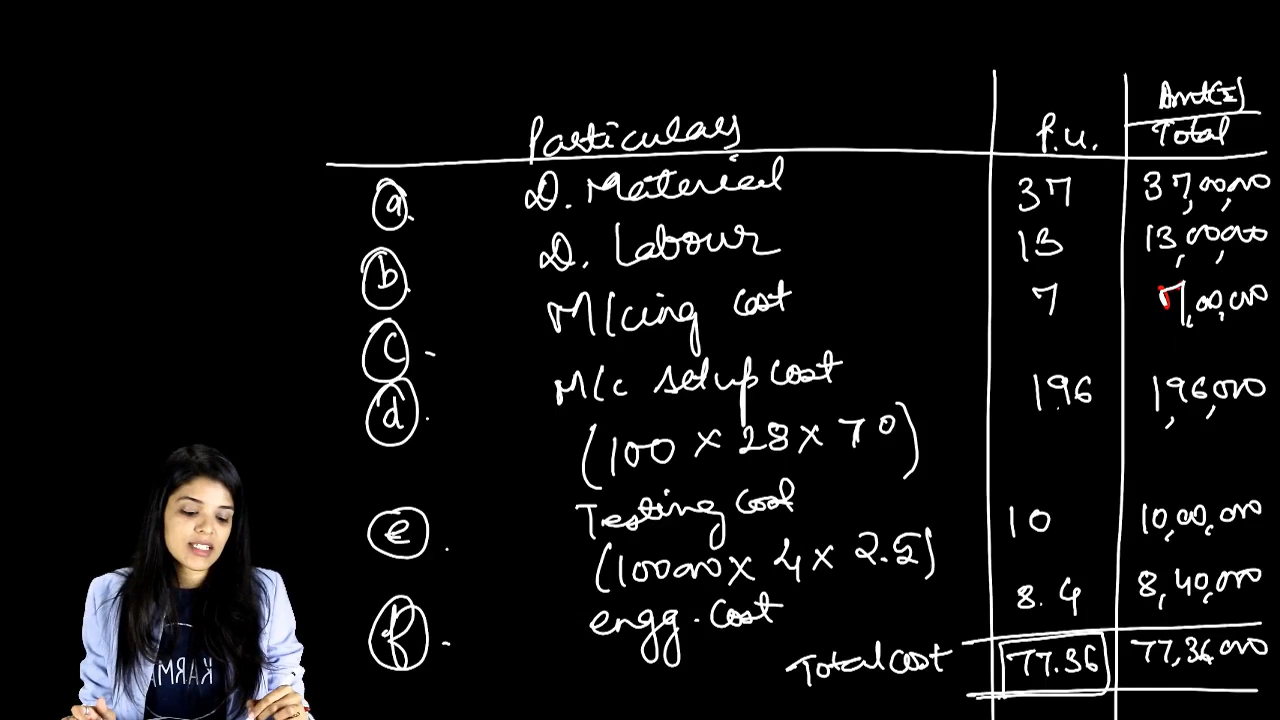 Amt(₹)
Particulars P.U. Total
a. D. Material 37 37,00,000
b. D. Labour 13 13,00,000
c. M/cing cost 7 7,00,000
d. M/c setup cost 1.96 1,96,000
(100 x 28 x 70)
e. Testing cost 10 10,00,000
(100000 x 4 x 2.5)
f. engg. cost 8.4 8,40,000
Total cost 77.36 77,36,000
KARMA